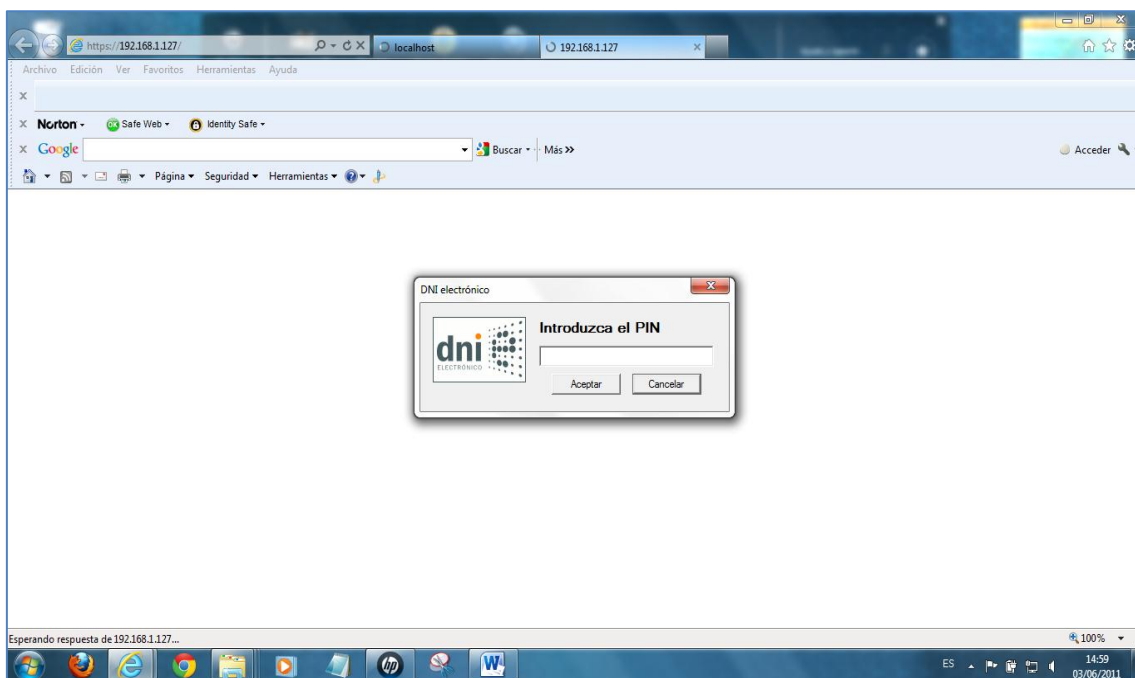 https://192.168.1.127/
localhost
192.168.1.127
Archivo Edición Ver Favoritos Herramientas Ayuda
Norton Safe Web Identity Safe
Google Buscar Más >> Acceder
Página Seguridad Herramientas
DNI electrónico
dni
ELECTRÓNICO
Introduzca el PIN
Aceptar Cancelar
Esperando respuesta de 192.168.1.127...
100%
hp W
ES
14:59
03/06/2011